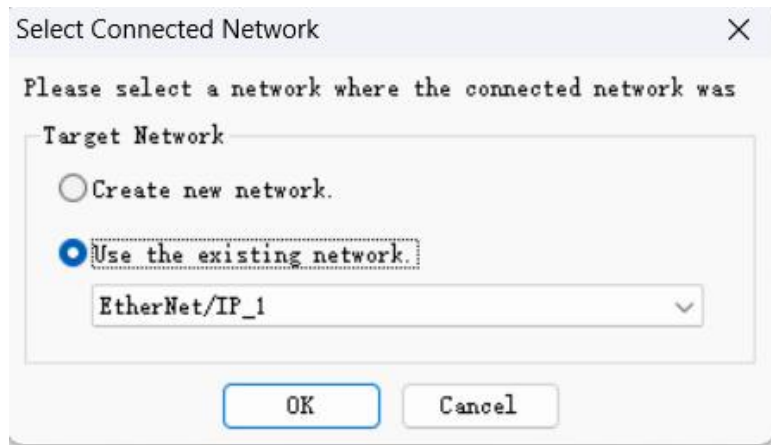 Select Connected Network
Please select a network where the connected network was
Target Network
Create new network.
Use the existing network.
EtherNet/IP_1
OK Cancel